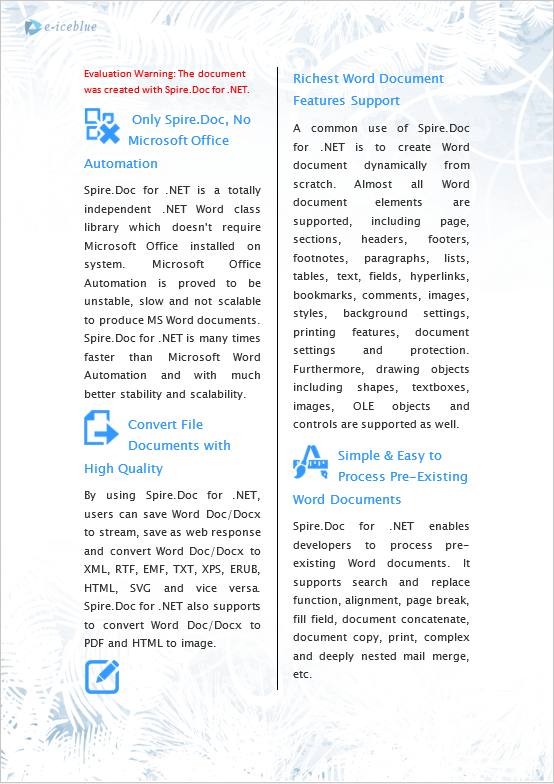 e-iceblue
Evaluation Warning: The document
was created with Spire.Doc for .NET.
Only Spire.Doc, No
Microsoft Office
Automation
Spire.Doc for .NET is a totally
independent .NET Word class
library which doesn't require
Microsoft Office installed on
system. Microsoft Office
Automation is proved to be
unstable, slow and not scalable
to produce MS Word documents.
Spire.Doc for .NET is many times
faster than Microsoft Word
Automation and with much
better stability and scalability.
Convert File
Documents with
High Quality
By using Spire.Doc for .NET,
users can save Word Doc/Docx
to stream, save as web response
and convert Word Doc/Docx to
XML, RTF, EMF, TXT, XPS, ERUB,
HTML, SVG and vice versa.
Spire.Doc for .NET also supports
to convert Word Doc/Docx to
PDF and HTML to image.
Richest Word Document
Features Support
A common use of Spire.Doc
for .NET is to create Word
document dynamically from
scratch. Almost all Word
document elements are
supported, including page,
sections, headers, footers,
footnotes, paragraphs, lists,
tables, text, fields, hyperlinks,
bookmarks, comments, images,
styles, background settings,
printing features, document
settings and protection.
Furthermore, drawing objects
including shapes, textboxes,
images, OLE objects and
controls are supported as well.
Simple & Easy to
Process Pre-Existing
Word Documents
Spire.Doc for .NET enables
developers to process pre-
existing Word documents. It
supports search and replace
function, alignment, page break,
fill field, document concatenate,
document copy, print, complex
and deeply nested mail merge,
etc.